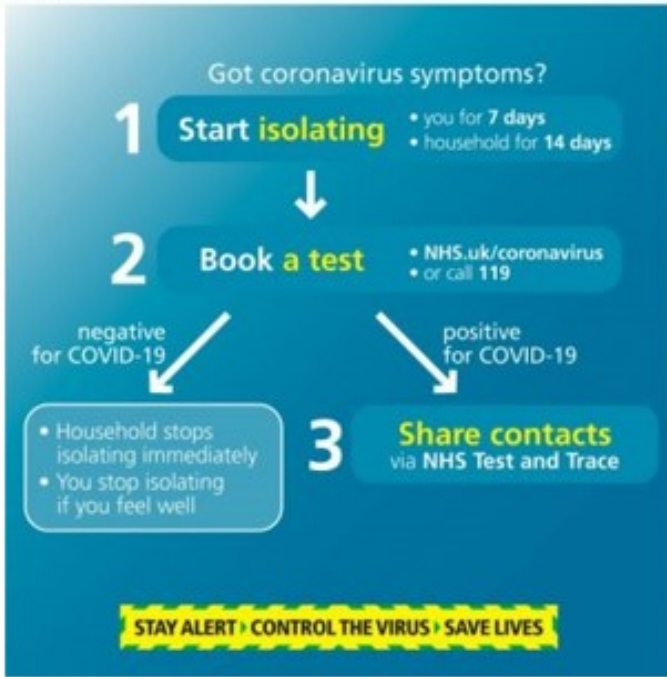 Got coronavirus symptoms?
1
Start isolating
• you for 7 days
• household for 14 days
2
Book a test
• NHS.uk/coronavirus
• or call 119
negative
for COVID-19
positive
for COVID-19
• Household stops
isolating immediately
• You stop isolating
if you feel well
3
Share contacts
via NHS Test and Trace
STAY ALERT › CONTROL THE VIRUS › SAVE LIVES